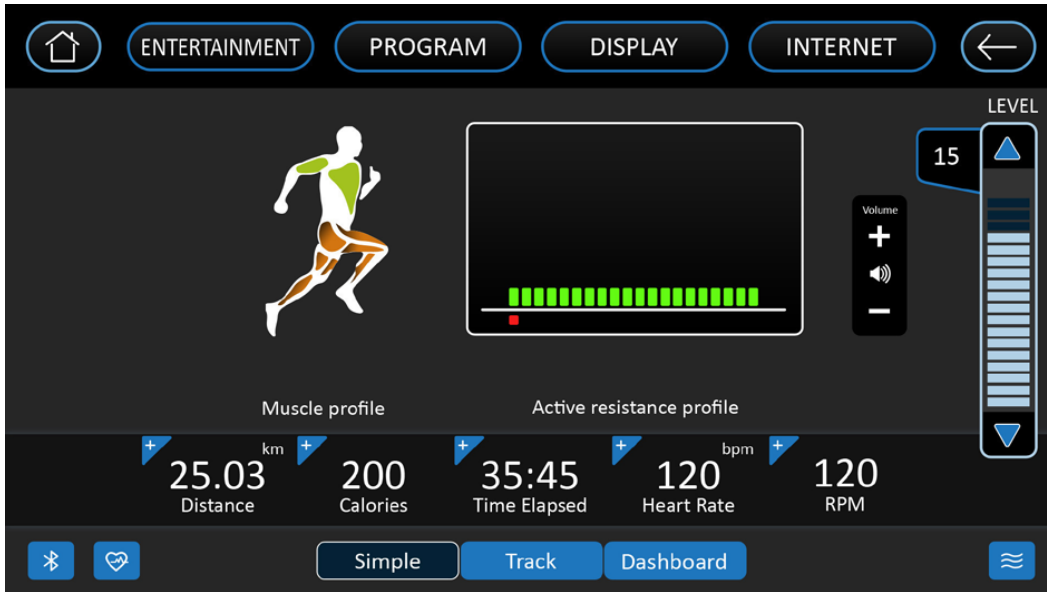 ENTERTAINMENT
PROGRAM
DISPLAY
INTERNET
LEVEL
15
Volume
+
−
Muscle profile
Active resistance profile
+
km
25.03
Distance
+
200
Calories
+
35:45
Time Elapsed
+
bpm
120
Heart Rate
+
120
RPM
Simple
Track
Dashboard